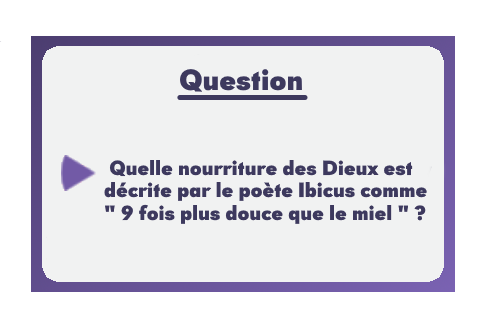 Question
Quelle nourriture des Dieux est
décrite par le poète Ibicus comme
" 9 fois plus douce que le miel " ?